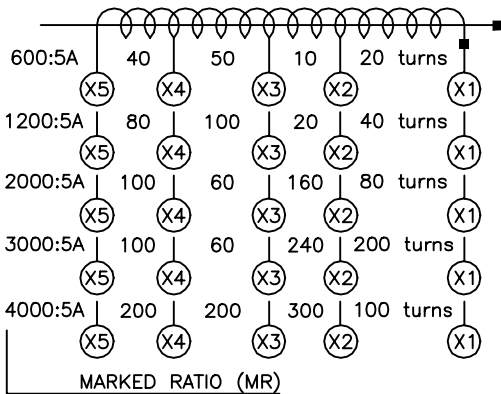 600:5A 40 50 10 20 turns
X5 X4 X3 X2 X1
1200:5A 80 100 20 40 turns
X5 X4 X3 X2 X1
2000:5A 100 60 160 80 turns
X5 X4 X3 X2 X1
3000:5A 100 60 240 200 turns
X5 X4 X3 X2 X1
4000:5A 200 200 300 100 turns
X5 X4 X3 X2 X1
MARKED RATIO (MR)